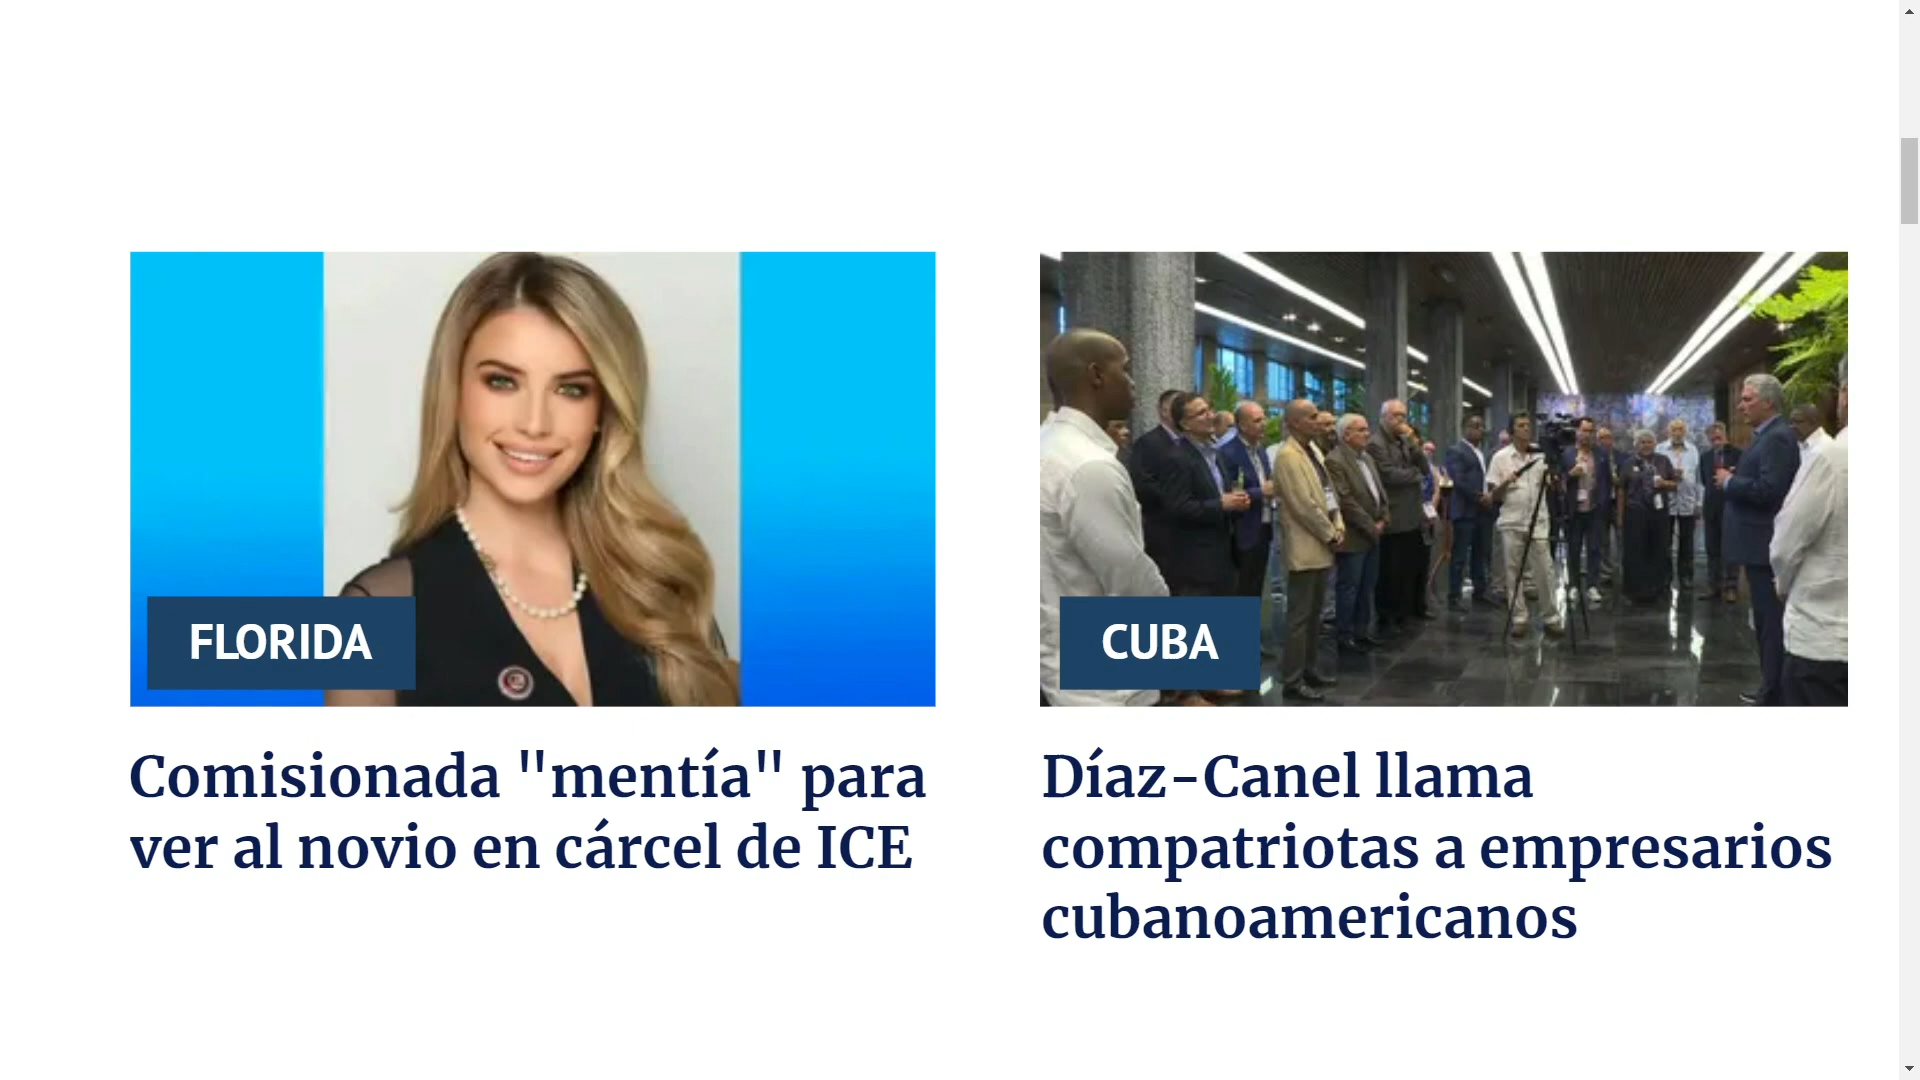 FLORIDA
Comisionada "mentía" para
ver al novio en cárcel de ICE
CUBA
Díaz-Canel llama
compatriotas a empresarios
cubanoamericanos